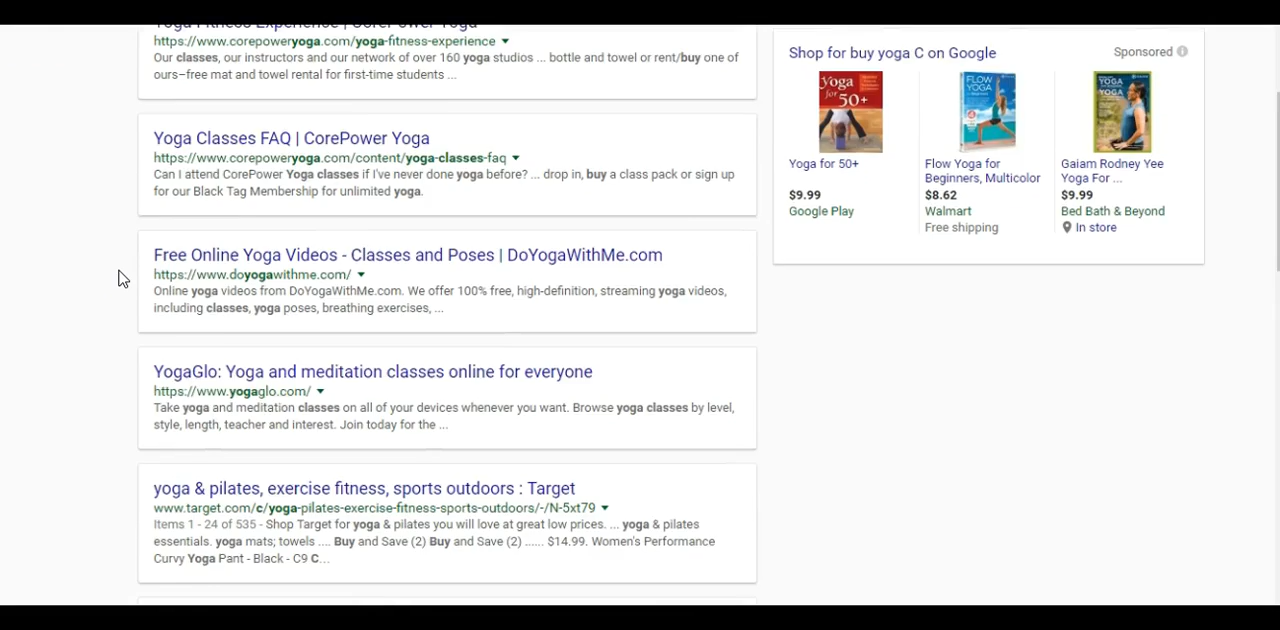 Yoga Fitness Experience | CorePower Yoga
https://www.corepoweryoga.com/yoga-fitness-experience
Our classes, our instructors and our network of over 160 yoga studios ... bottle and towel or rent/buy one of
ours–free mat and towel rental for first-time students ...
Yoga Classes FAQ | CorePower Yoga
https://www.corepoweryoga.com/content/yoga-classes-faq
Can I attend CorePower Yoga classes if I've never done yoga before? ... drop in, buy a class pack or sign up
for our Black Tag Membership for unlimited yoga.
Free Online Yoga Videos - Classes and Poses | DoYogaWithMe.com
https://www.doyogawithme.com/
Online yoga videos from DoYogaWithMe.com. We offer 100% free, high-definition, streaming yoga videos,
including classes, yoga poses, breathing exercises, ...
YogaGlo: Yoga and meditation classes online for everyone
https://www.yogaglo.com/
Take yoga and meditation classes on all of your devices whenever you want. Browse yoga classes by level,
style, length, teacher and interest. Join today for the ...
yoga & pilates, exercise fitness, sports outdoors : Target
www.target.com/c/yoga-pilates-exercise-fitness-sports-outdoors/-/N-5xt79
Items 1 - 24 of 535 - Shop Target for yoga & pilates you will love at great low prices. ... yoga & pilates
essentials. yoga mats; towels .... Buy and Save (2) Buy and Save (2) ...... $14.99. Women's Performance
Curvy Yoga Pant - Black - C9 C...
Shop for buy yoga C on Google
Sponsored
yoga
for 50+
FLOW
YOGA
YOGA
YOGA
Yoga for 50+
$9.99
Google Play
Flow Yoga for
Beginners, Multicolor
$8.62
Walmart
Free shipping
Gaiam Rodney Yee
Yoga For ...
$9.99
Bed Bath & Beyond
In store